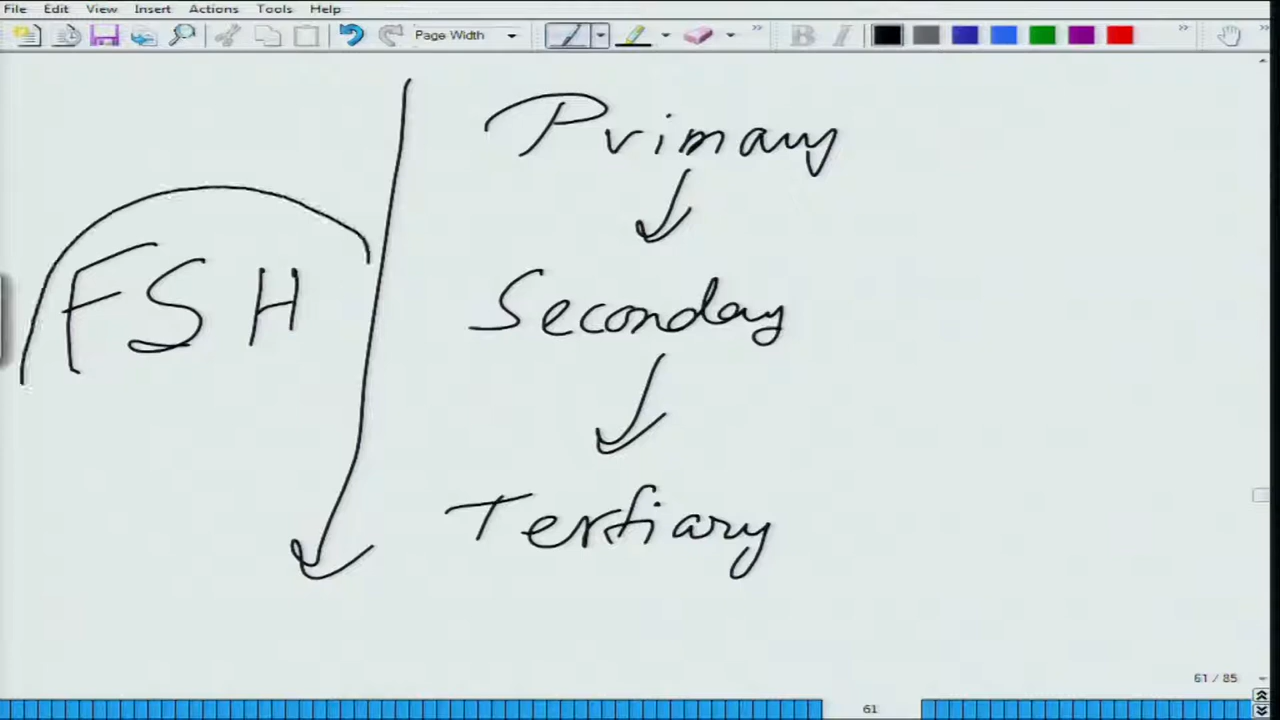 File Edit View Insert Actions Tools Help
Page Width
B I
Primary
FSH
Seconday
Tertiary
61 / 85
61